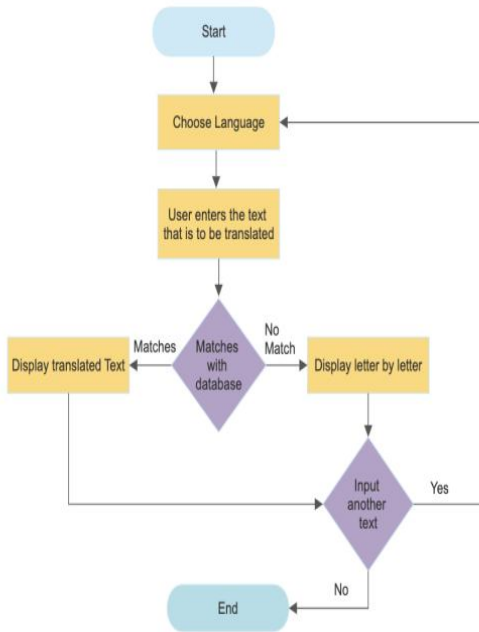 Start
Choose Language
User enters the text
that is to be translated
Matches
with
database
Matches
No
Match
Display translated Text
Display letter by letter
Input
another
text
Yes
No
End